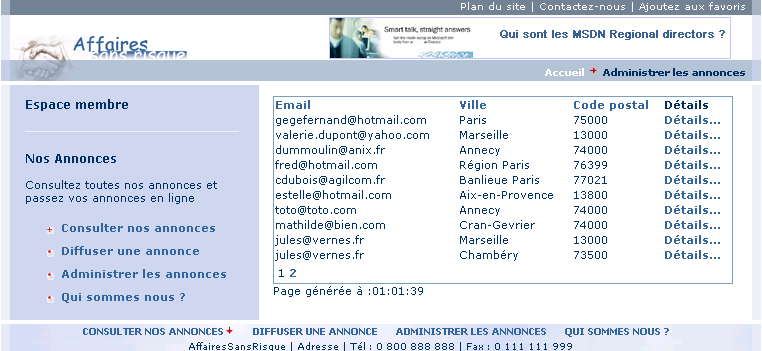 Plan du site | Contactez-nous | Ajoutez aux favoris
Affaires
sans risque
Smart talk, straight answers
Qui sont les MSDN Regional directors ?
Accueil Administrer les annonces
Espace membre
Nos Annonces
Consultez toutes nos annonces et
passez vos annonces en ligne
Consulter nos annonces
Diffuser une annonce
Administrer les annonces
Qui sommes nous ?
Email Ville Code postal Détails
gegefernand@hotmail.com Paris 75000 Détails...
valerie.dupont@yahoo.com Marseille 13000 Détails...
dummoulin@anix.fr Annecy 74000 Détails...
fred@hotmail.com Région Paris 76399 Détails...
cdubois@agilcom.fr Banlieue Paris 77021 Détails...
estelle@hotmail.com Aix-en-Provence 13800 Détails...
toto@toto.com Annecy 74000 Détails...
mathilde@bien.com Cran-Gevrier 74000 Détails...
jules@vernes.fr Marseille 13000 Détails...
jules@vernes.fr Chambéry 73500 Détails...
1 2
Page générée à :01:01:39
CONSULTER NOS ANNONCES DIFFUSER UNE ANNONCE ADMINISTRER LES ANNONCES QUI SOMMES NOUS ?
AffairesSansRisque | Adresse | Tél : 0 800 888 888 | Fax : 0 111 111 999